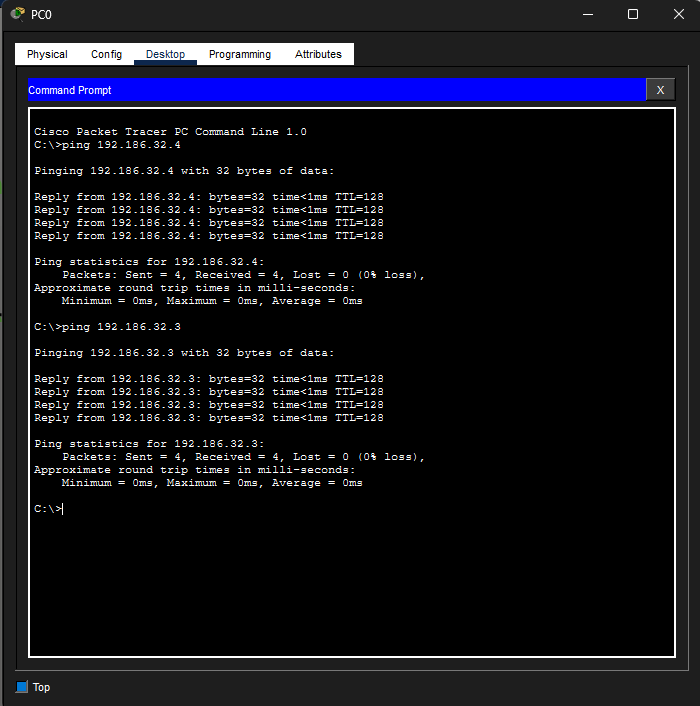 PC0
Physical Config Desktop Programming Attributes
Command Prompt
X
Cisco Packet Tracer PC Command Line 1.0
C:\>ping 192.186.32.4
Pinging 192.186.32.4 with 32 bytes of data:
Reply from 192.186.32.4: bytes=32 time<1ms TTL=128
Reply from 192.186.32.4: bytes=32 time<1ms TTL=128
Reply from 192.186.32.4: bytes=32 time<1ms TTL=128
Reply from 192.186.32.4: bytes=32 time<1ms TTL=128
Ping statistics for 192.186.32.4:
Packets: Sent = 4, Received = 4, Lost = 0 (0% loss),
Approximate round trip times in milli-seconds:
Minimum = 0ms, Maximum = 0ms, Average = 0ms
C:\>ping 192.186.32.3
Pinging 192.186.32.3 with 32 bytes of data:
Reply from 192.186.32.3: bytes=32 time<1ms TTL=128
Reply from 192.186.32.3: bytes=32 time<1ms TTL=128
Reply from 192.186.32.3: bytes=32 time<1ms TTL=128
Reply from 192.186.32.3: bytes=32 time<1ms TTL=128
Ping statistics for 192.186.32.3:
Packets: Sent = 4, Received = 4, Lost = 0 (0% loss),
Approximate round trip times in milli-seconds:
Minimum = 0ms, Maximum = 0ms, Average = 0ms
C:\>
Top